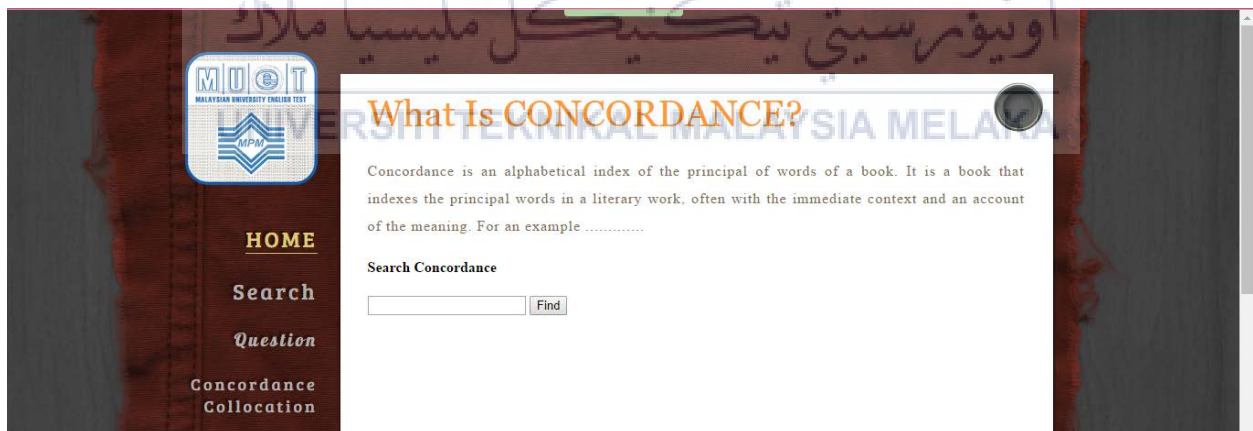 اونيۏرسيتي تيكنيكل مليسيا ملاك
MUeT
MALAYSIAN UNIVERSITY ENGLISH TEST
MPM
What Is CONCORDANCE?
UNIVERSITI TEKNIKAL MALAYSIA MELAKA
Concordance is an alphabetical index of the principal of words of a book. It is a book that
indexes the principal words in a literary work, often with the immediate context and an account
of the meaning. For an example .............
HOME
Search Concordance
Search
Find
Question
Concordance
Collocation